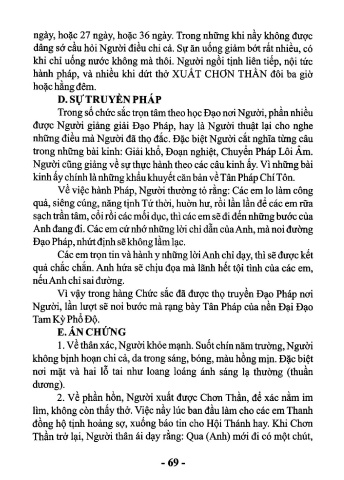 ngày, hoặc 27 ngày, hoặc 36 ngày. Trong những khi nầy không được
dâng sớ cầu hỏi Người điều chi cả. Sự ăn uống giảm bớt rất nhiều, có
khi chỉ uống nước không mà thôi. Người ngồi tịnh liên tiếp, nội tức
hành pháp, và nhiều khi dứt thở XUẤT CHƠN THẦN đôi ba giờ
hoặc hằng đêm.
D. SỰ TRUYỀN PHÁP
Trong số chức sắc trọn tâm theo học Đạo nơi Người, phần nhiều
được Người giảng giải Đạo Pháp, hay là Người thuật lại cho nghe
những điều mà Người đã thọ đắc. Đặc biệt Người cắt nghĩa từng câu
trong những bài kinh: Giải khổ, Đoạn nghiệt, Chuyển Pháp Lôi Âm.
Người cũng giảng về sự thực hành theo các câu kinh ấy. Vì những bài
kinh ấy chính là những khẩu khuyết căn bản về Tân Pháp Chí Tôn.
Về việc hành Pháp, Người thường tỏ rằng: Các em lo làm công
quả, siêng cúng, năng tịnh Tứ thời, huờn hư, rồi lần lần để các em rữa
sạch trần tâm, cổi rồi các mối dục, thì các em sẽ đi đến những bước của
Anh đang đi. Các em cứ nhớ những lời chỉ dẫn của Anh, mà noi đường
Đạo Pháp, nhứt định sẽ không lầm lạc.
Các em trọn tin và hành y những lời Anh chỉ dạy, thì sẽ được kết
quả chắc chắn. Anh hứa sẽ chịu đọa mà lãnh hết tội tình của các em,
nếu Anh chỉ sai đường.
Vì vậy trong hàng Chức sắc đã được thọ truyền Đạo Pháp nơi
Người, lần lượt sẽ noi bước mà rạng bày Tân Pháp của nền Đại Đạo
Tam Kỳ Phổ Độ.
E. ẤN CHỨNG
1. Về thân xác, Người khỏe mạnh. Suốt chín năm trường, Người
không bịnh hoạn chi cả, da trong sáng, bóng, màu hồng mịn. Đặc biệt
nơi mặt và hai lỗ tai như loang loáng ánh sáng lạ thường (thuần
dương).
2. Về phần hồn, Người xuất được Chơn Thần, để xác nằm im
lìm, không còn thấy thở. Việc nầy lúc ban đầu làm cho các em Thanh
đồng hộ tịnh hoảng sợ, xuống báo tin cho Hội Thánh hay. Khi Chơn
Thần trở lại, Người thân ái dạy rằng: Qua (Anh) mới đi có một chút,
- 69 -